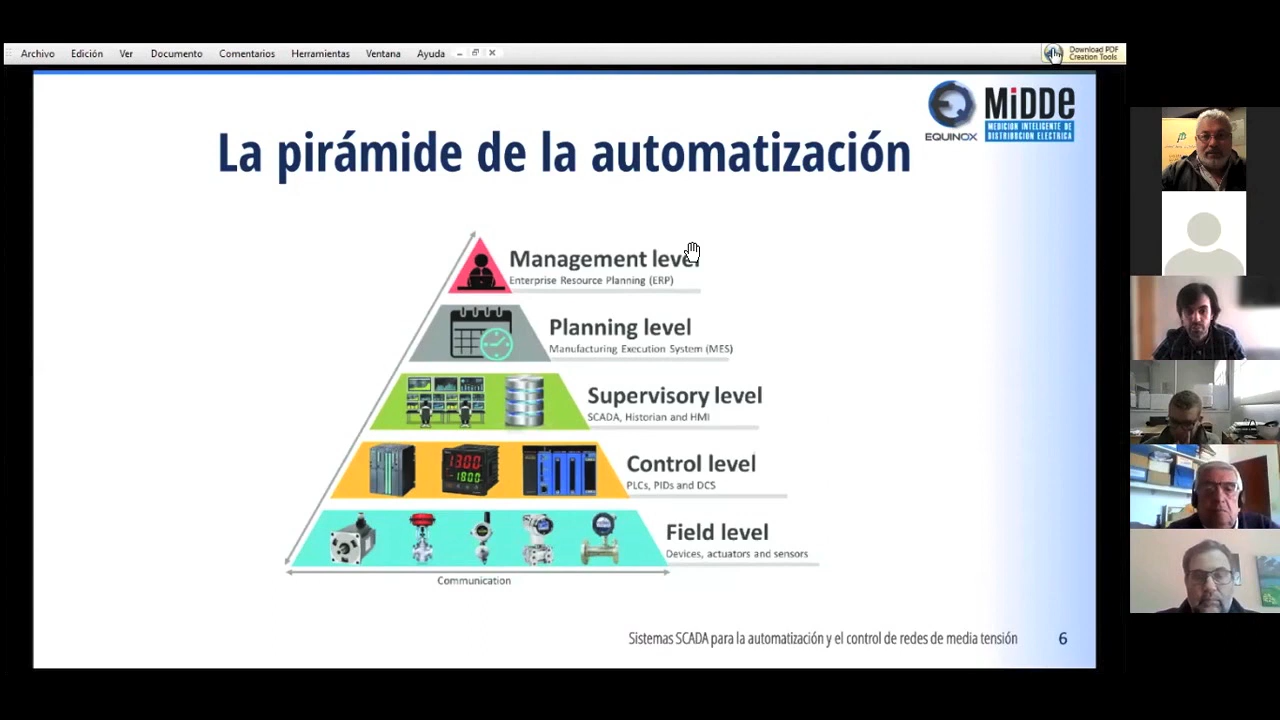 Archivo Edición Ver Documento Comentarios Herramientas Ventana Ayuda
Download PDF
Creation Tools
EQUINOX
MiDDE
MEDICION INTELIGENTE DE
DISTRIBUCION ELECTRICA
La pirámide de la automatización
Management level
Enterprise Resource Planning (ERP)
Planning level
Manufacturing Execution System (MES)
Supervisory level
SCADA, Historian and HMI
1300
1800
Control level
PLCs, PIDs and DCS
Field level
Devices, actuators and sensors
Communication
Sistemas SCADA para la automatización y el control de redes de media tensión 6